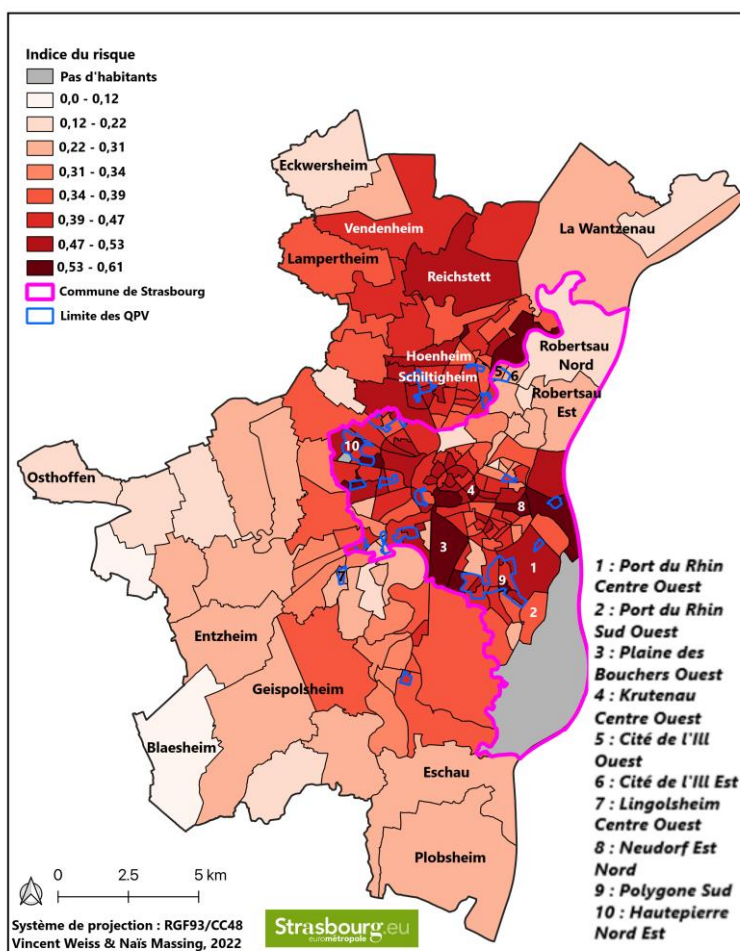 Indice du risque
Pas d'habitants
0,0 - 0,12
0,12 - 0,22
0,22 - 0,31
0,31 - 0,34
0,34 - 0,39
0,39 - 0,47
0,47 - 0,53
0,53 - 0,61
Commune de Strasbourg
Limite des QPV
Eckwersheim
Vendenheim
La Wantzenau
Lampertheim
Reichstett
Hoenheim
Schiltigheim
Robertsau
Nord
5
6
Robertsau
Est
10
Osthoffen
4
8
3
1
7
9
2
Entzheim
Geispolsheim
Blaesheim
Eschau
Plobsheim
1 : Port du Rhin
Centre Ouest
2 : Port du Rhin
Sud Ouest
3 : Plaine des
Bouchers Ouest
4 : Krutenau
Centre Ouest
5 : Cité de l'Ill
Ouest
6 : Cité de l'Ill Est
7 : Lingolsheim
Centre Ouest
8 : Neudorf Est
Nord
9 : Polygone Sud
10 : Hautepierre
Nord Est
0 2.5 5 km
Système de projection : RGF93/CC48
Vincent Weiss & Naïs Massing, 2022
Strasbourg.eu
eurométropole